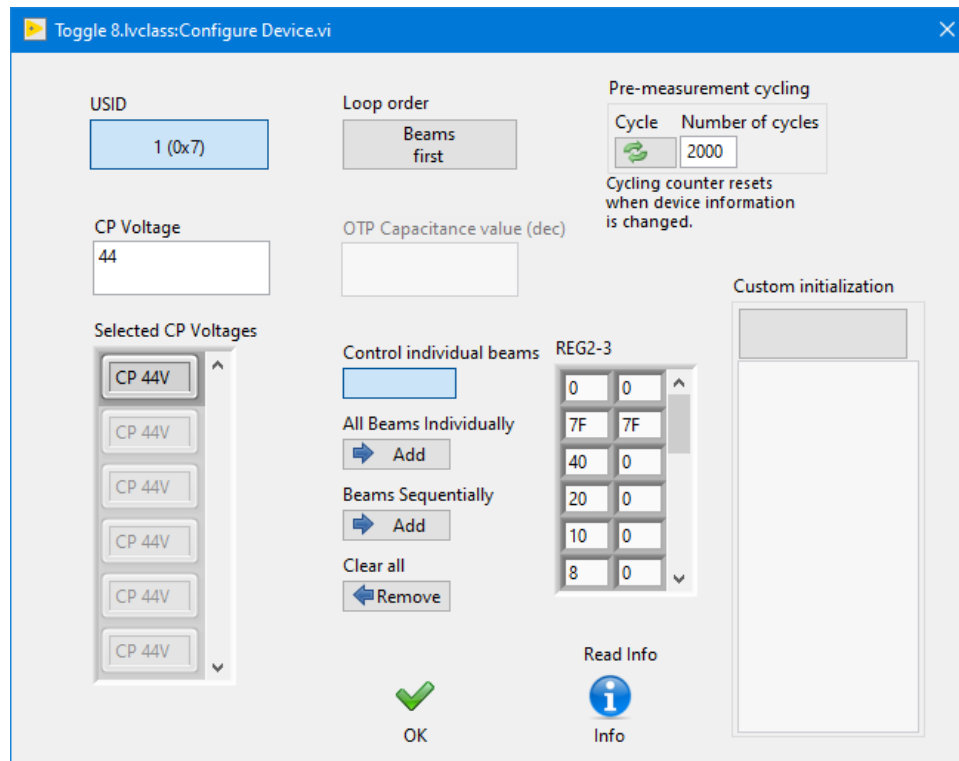 Toggle 8.lvclass:Configure Device.vi
USID
1 (0x7)
Loop order
Beams
first
Pre-measurement cycling
Cycle
Number of cycles
2000
Cycling counter resets
when device information
is changed.
CP Voltage
44
OTP Capacitance value (dec)
Custom initialization
Selected CP Voltages
CP 44V
CP 44V
CP 44V
CP 44V
CP 44V
CP 44V
Control individual beams
All Beams Individually
Add
Beams Sequentially
Add
Clear all
Remove
REG2-3
0 0
7F 7F
40 0
20 0
10 0
8 0
OK
Read Info
Info